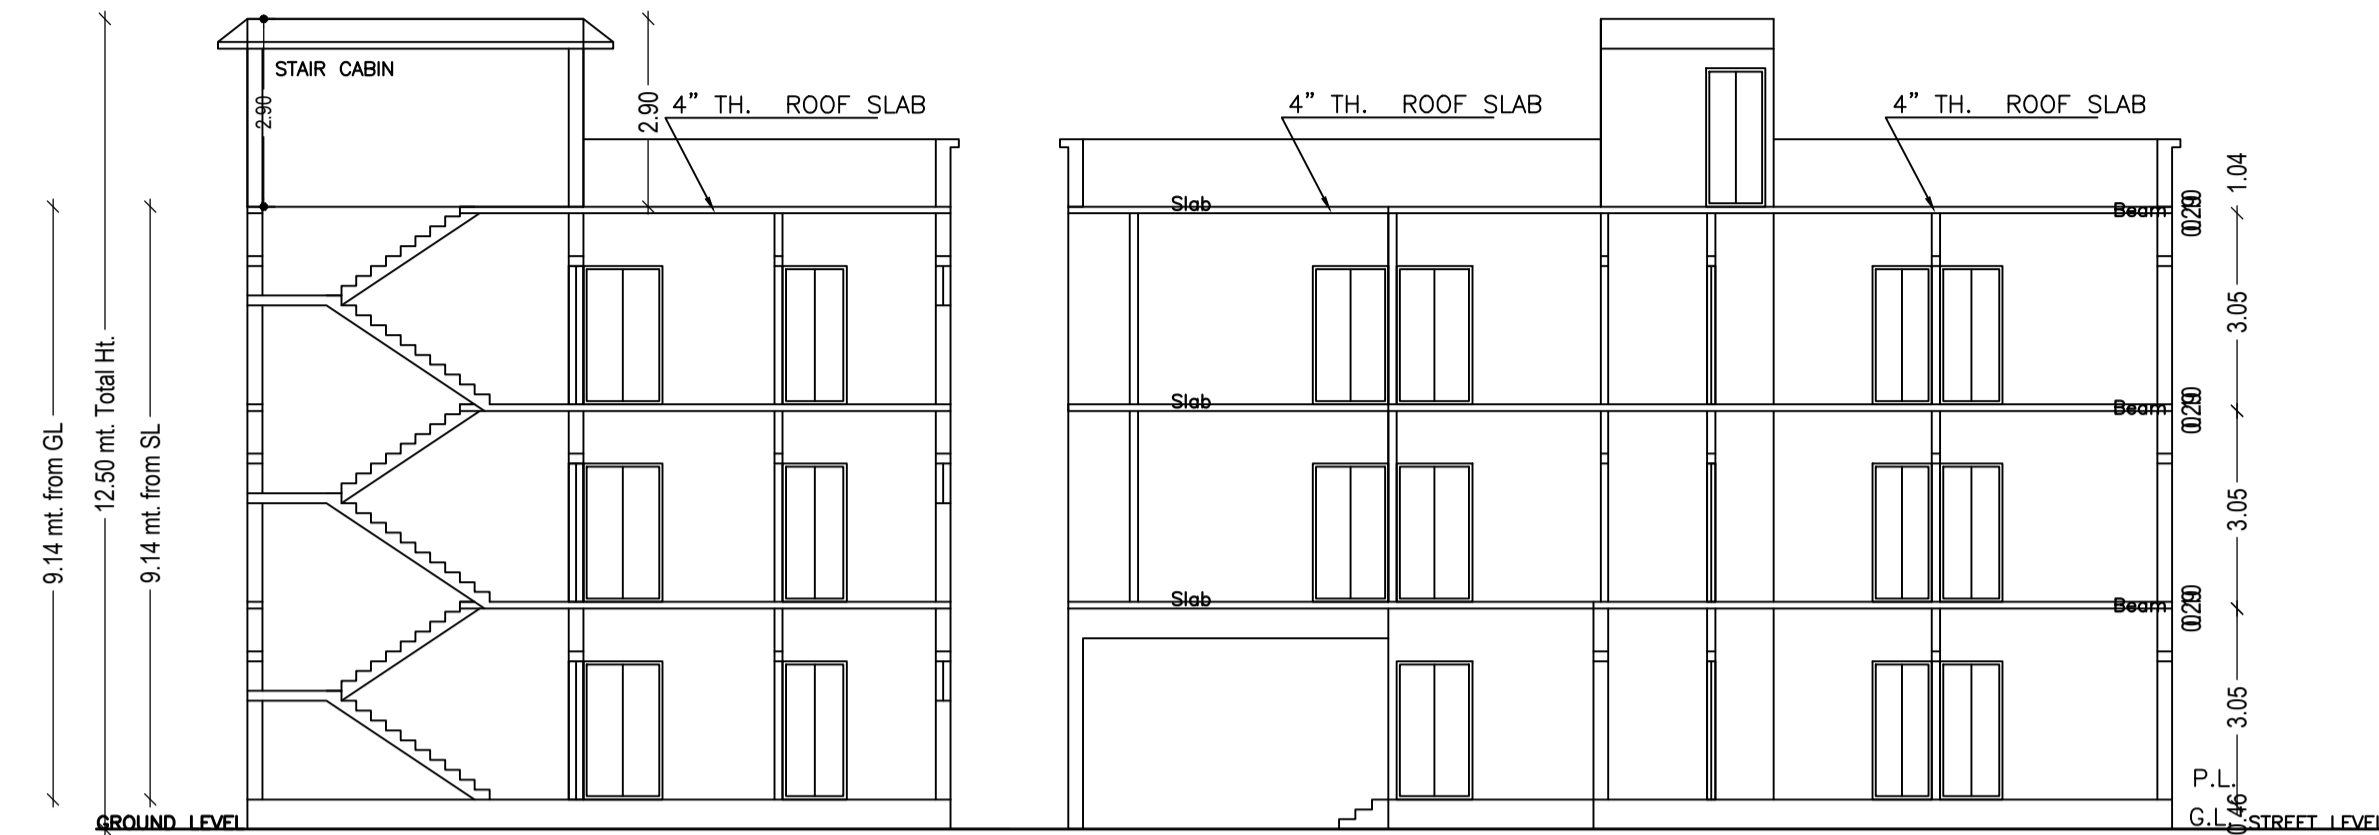 STAIR CABIN
2.90
2.90
4” TH. ROOF SLAB
4” TH. ROOF SLAB
4” TH. ROOF SLAB
9.14 mt. from GL
12.50 mt. Total Ht.
9.14 mt. from SL
GROUND LEVEL
Slab
Slab
Slab
Beam
Beam
Beam
1.04
3.05
3.05
3.05
0.46
P.L.
G.L.
STREET LEVEL